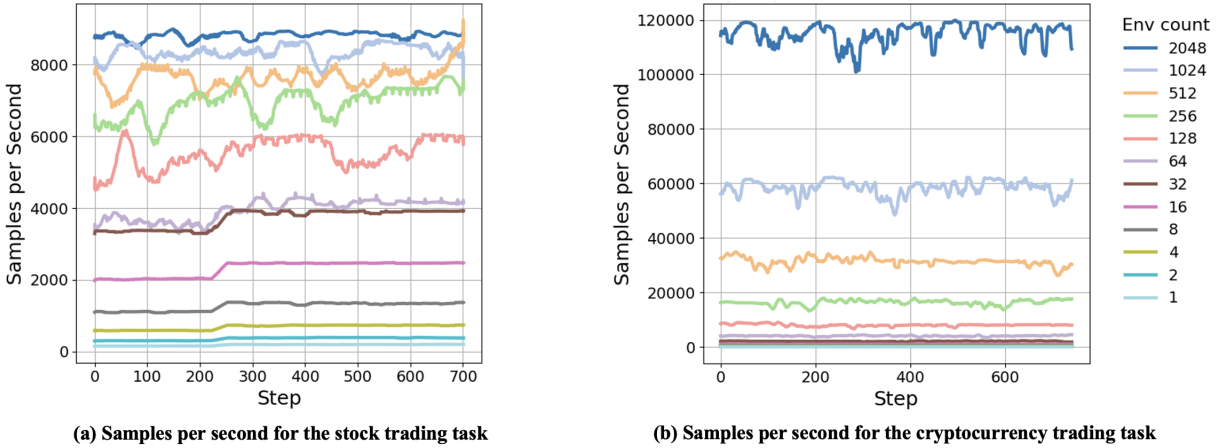 Samples per Second
8000
6000
4000
2000
0
0 100 200 300 400 500 600 700
Step
(a) Samples per second for the stock trading task
Samples per Second
120000
100000
80000
60000
40000
20000
0
0 200 400 600
Step
(b) Samples per second for the cryptocurrency trading task
Env count
2048
1024
512
256
128
64
32
16
8
4
2
1